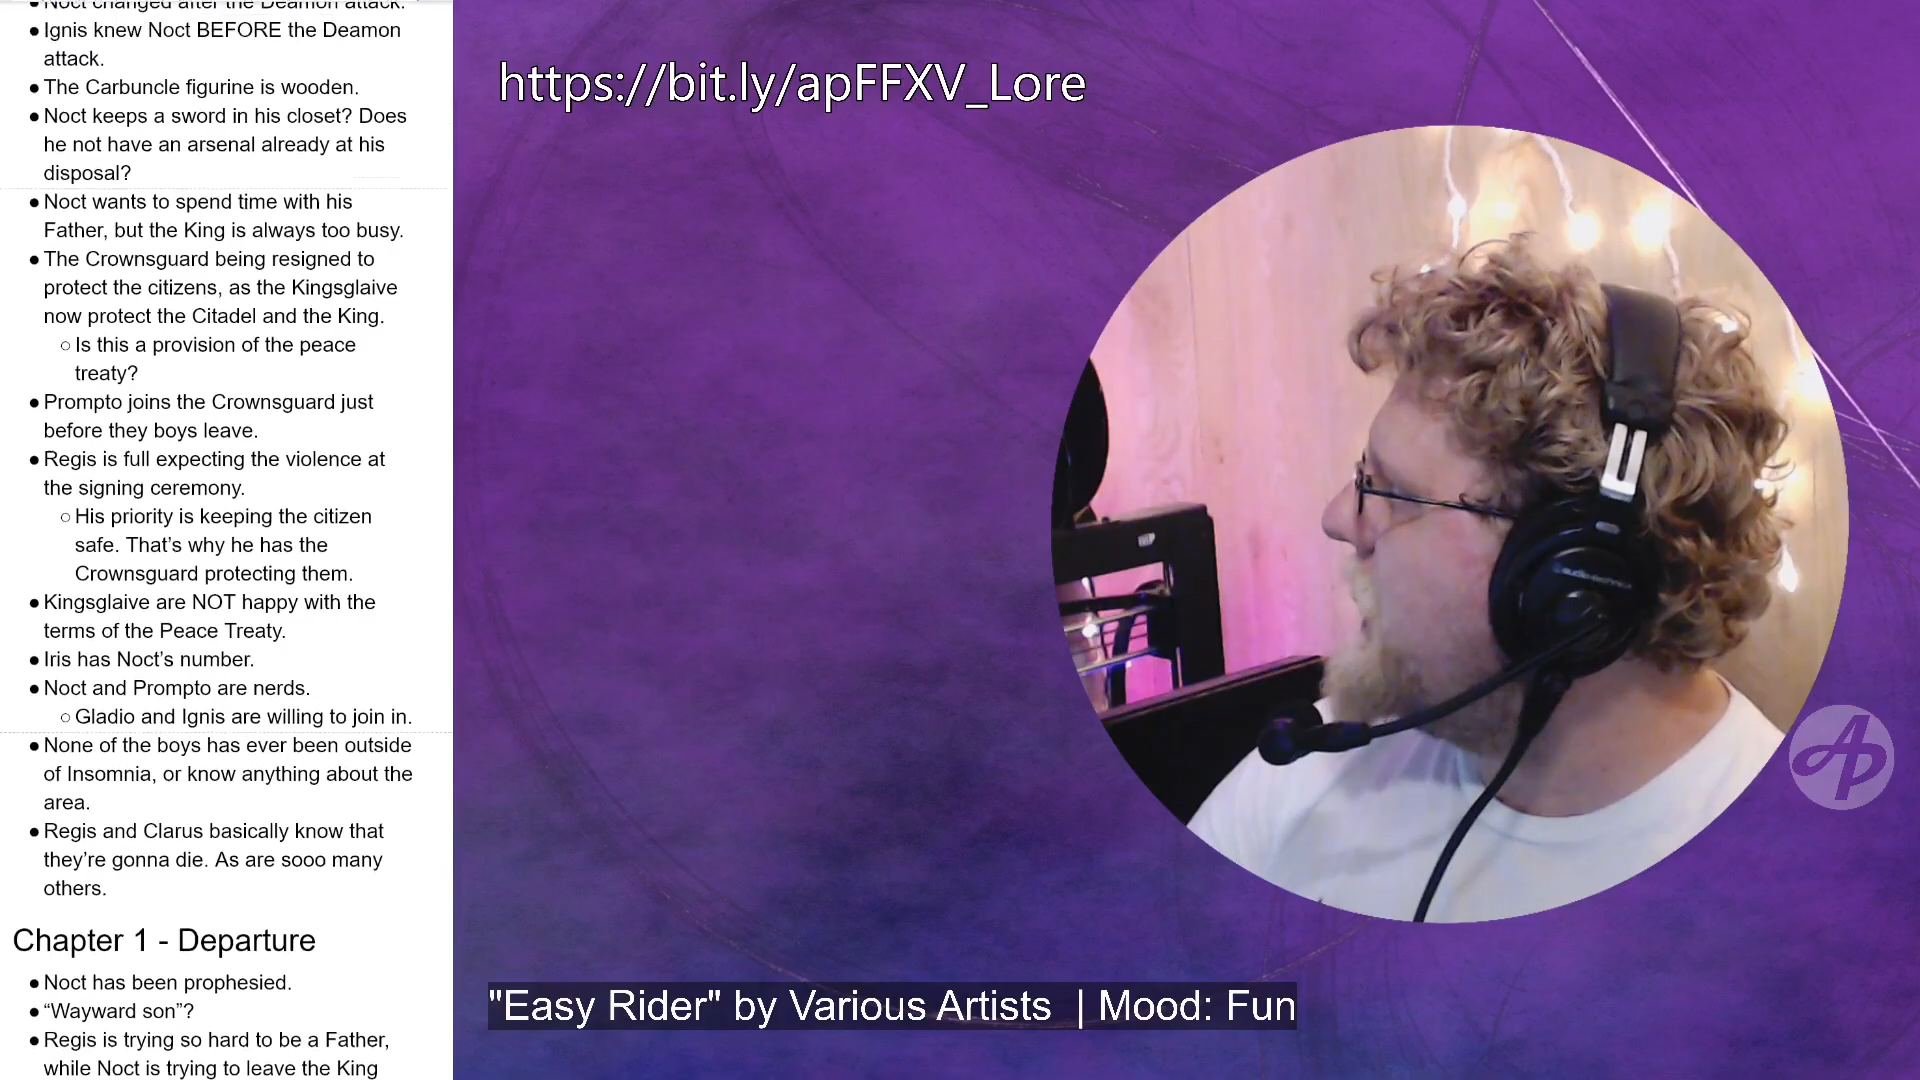 Noct changed after the Deamon attack.
● Ignis knew Noct BEFORE the Deamon
attack.
● The Carbuncle figurine is wooden.
● Noct keeps a sword in his closet? Does
he not have an arsenal already at his
disposal?
● Noct wants to spend time with his
Father, but the King is always too busy.
● The Crownsguard being resigned to
protect the citizens, as the Kingsglaive
now protect the Citadel and the King.
○ Is this a provision of the peace
treaty?
● Prompto joins the Crownsguard just
before they boys leave.
● Regis is full expecting the violence at
the signing ceremony.
○ His priority is keeping the citizen
safe. That’s why he has the
Crownsguard protecting them.
● Kingsglaive are NOT happy with the
terms of the Peace Treaty.
● Iris has Noct’s number.
● Noct and Prompto are nerds.
○ Gladio and Ignis are willing to join in.
● None of the boys has ever been outside
of Insomnia, or know anything about the
area.
● Regis and Clarus basically know that
they’re gonna die. As are sooo many
others.
Chapter 1 - Departure
● Noct has been prophesied.
● “Wayward son”?
● Regis is trying so hard to be a Father,
while Noct is trying to leave the King
https://bit.ly/apFFXV_Lore
audio-technica
AP
"Easy Rider" by Various Artists | Mood: Fun